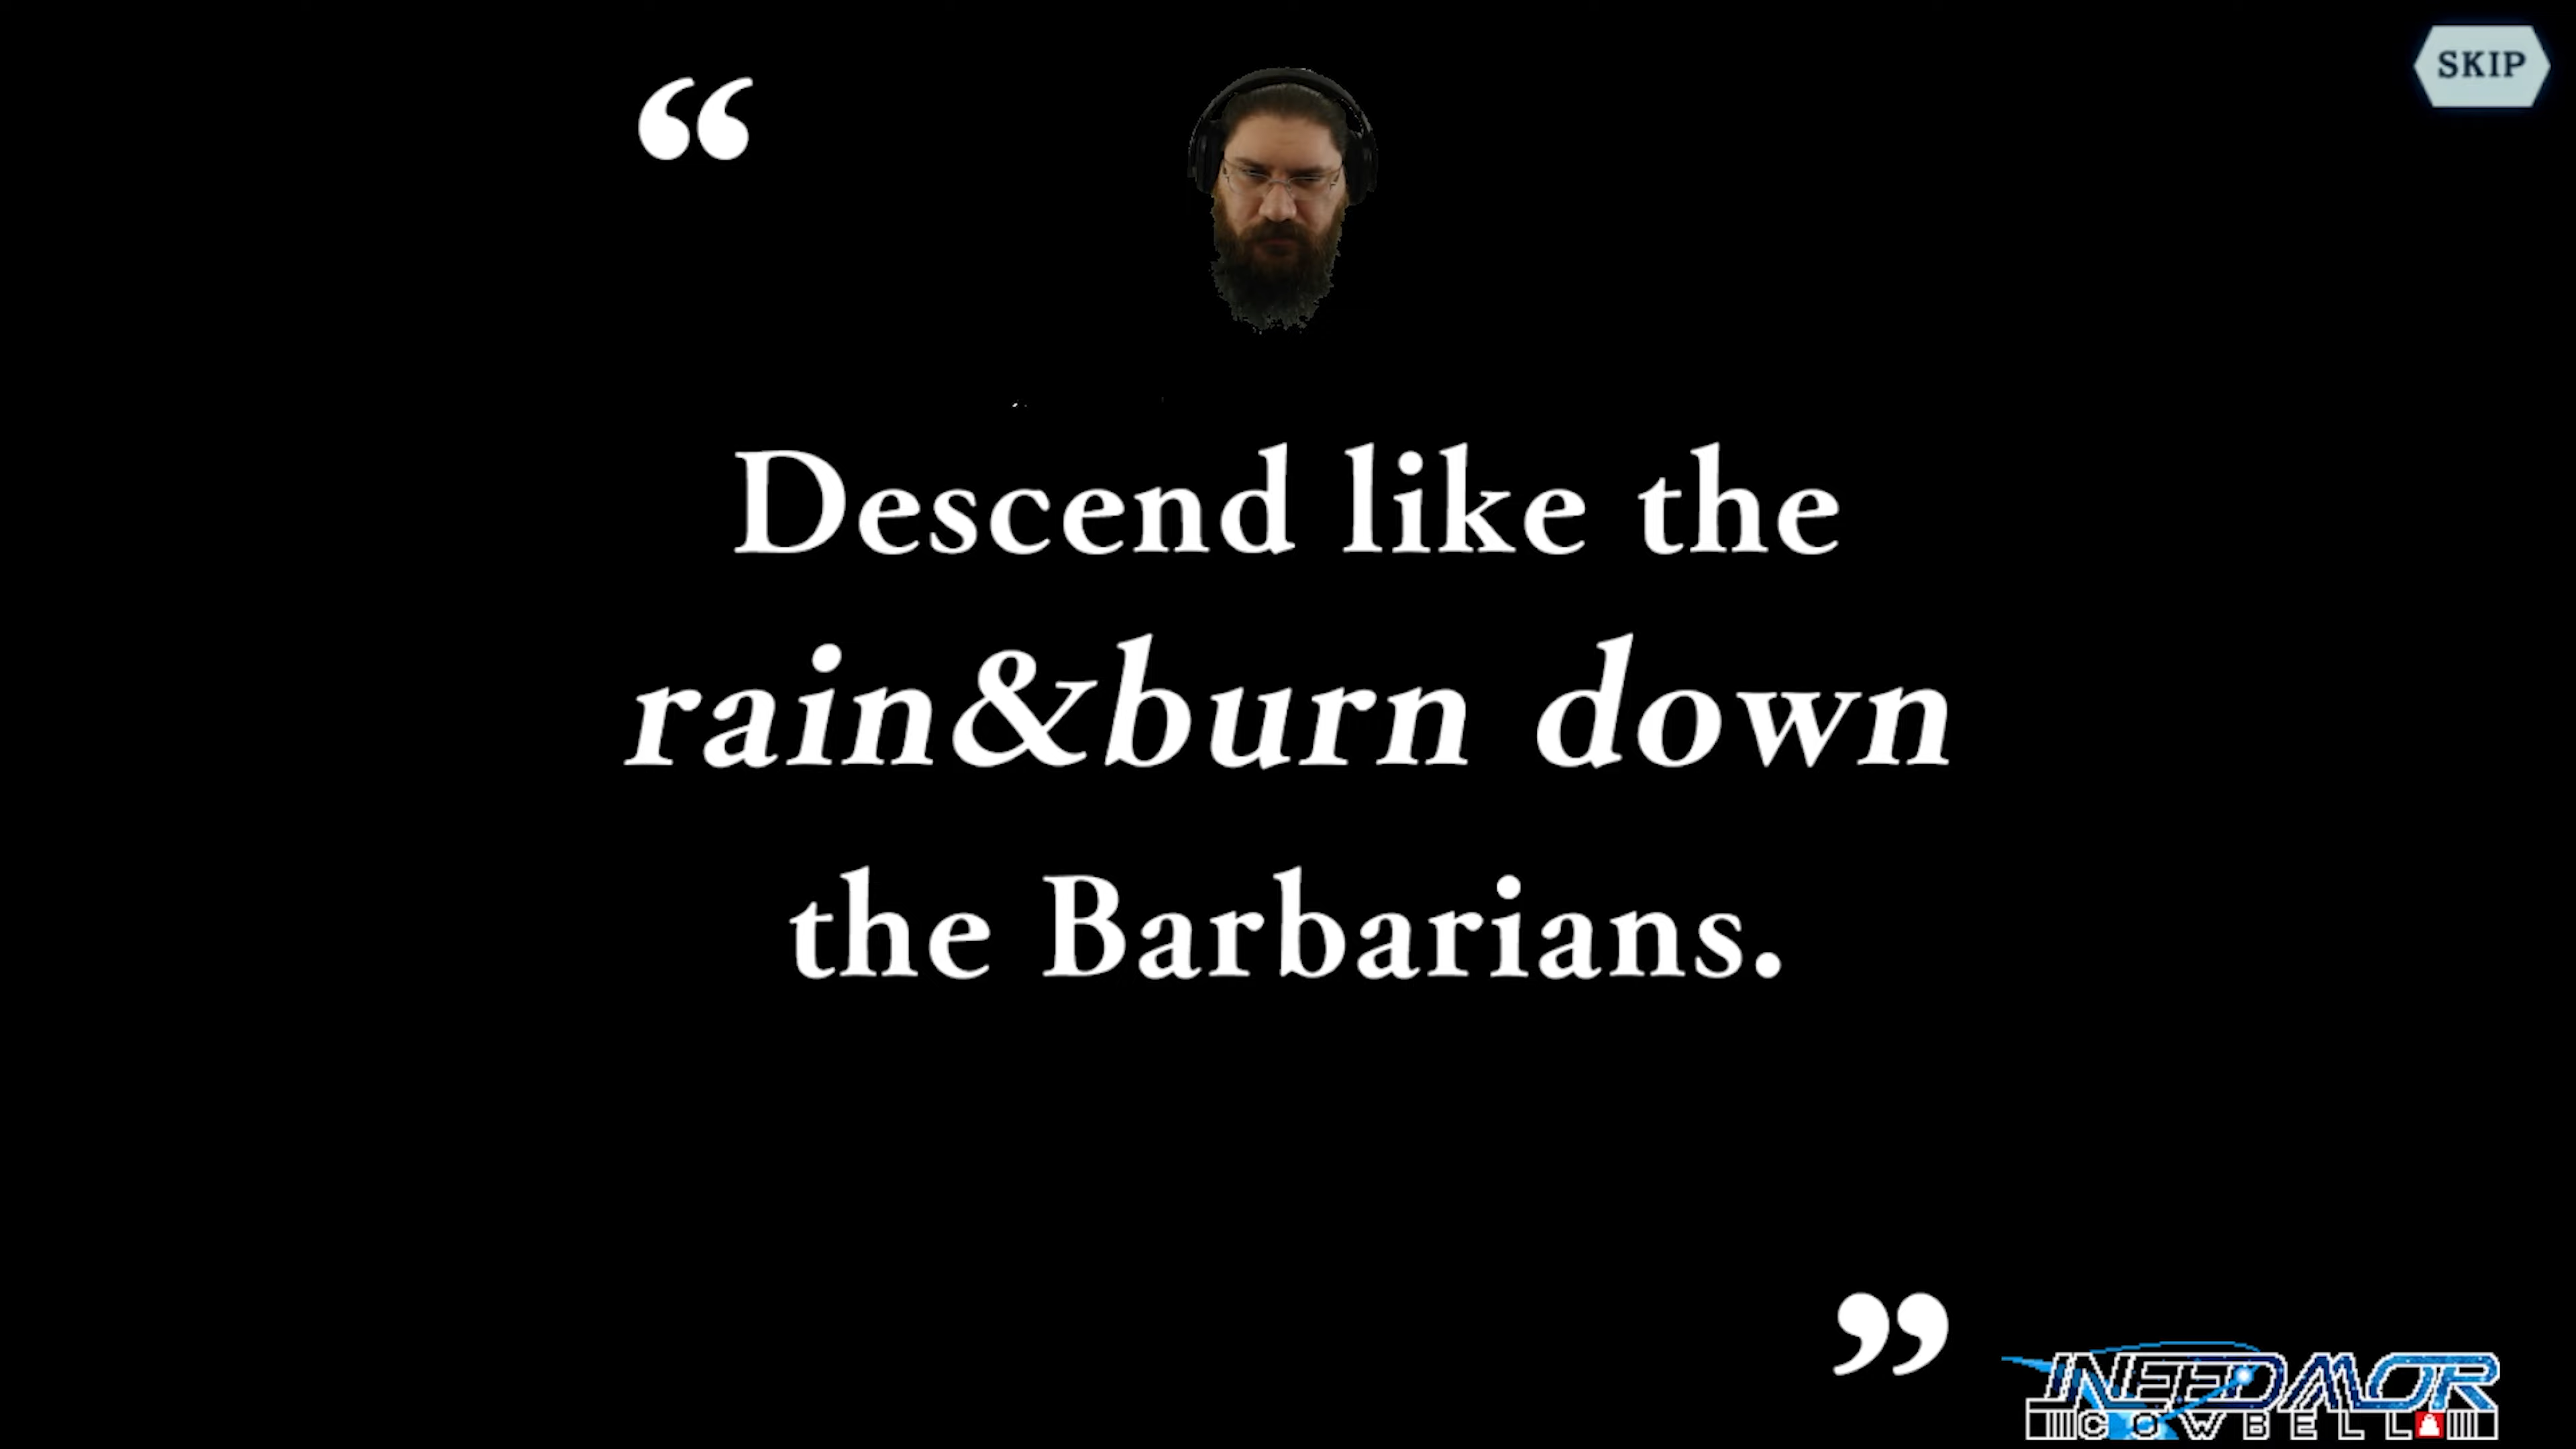 SKIP
“
Descend like the
rain&burn down
the Barbarians.
”
INEEDMOR
COWBELL